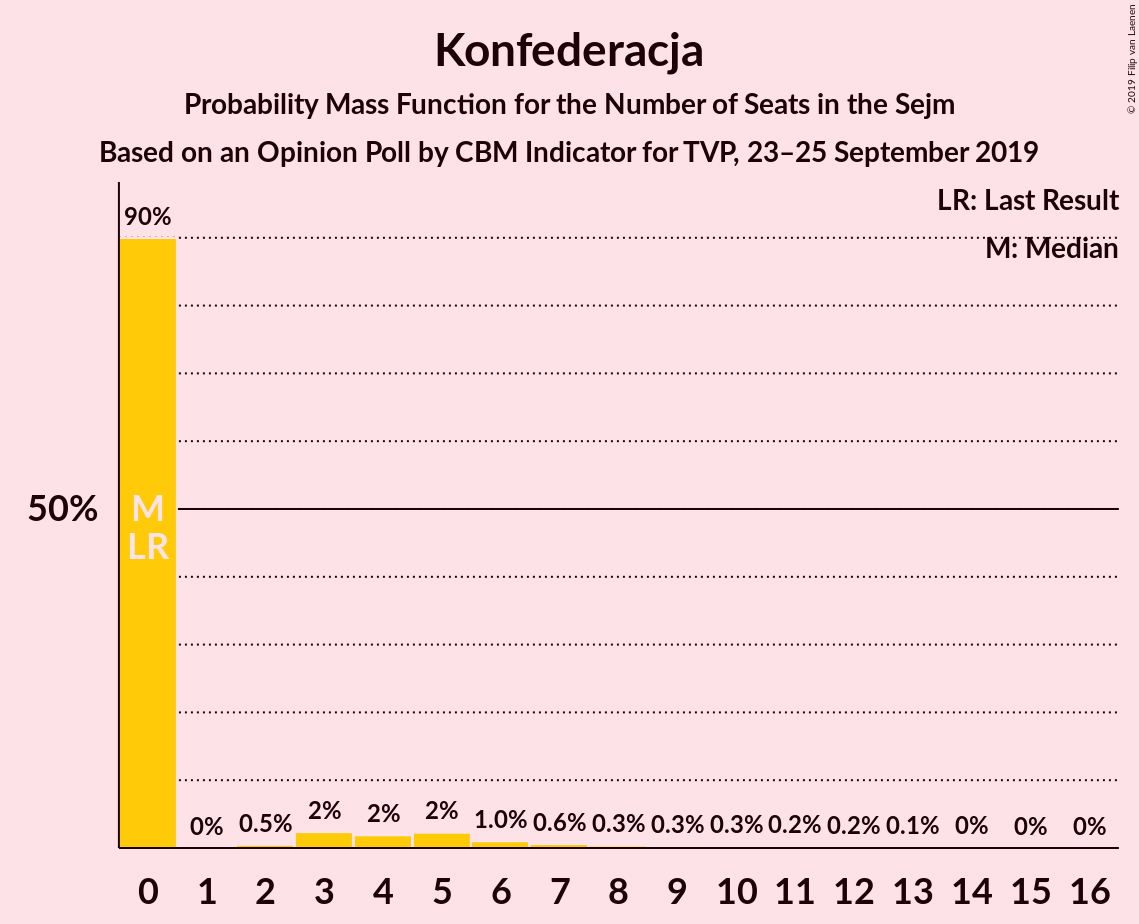 Konfederacja
Probability Mass Function for the Number of Seats in the Sejm
Based on an Opinion Poll by CBM Indicator for TVP, 23–25 September 2019
© 2019 Filip van Laenen
LR: Last Result
M: Median
90%
50%
M
LR
0% 0.5% 2% 2% 2% 1.0% 0.6% 0.3% 0.3% 0.3% 0.2% 0.2% 0.1% 0% 0% 0%
0 1 2 3 4 5 6 7 8 9 10 11 12 13 14 15 16